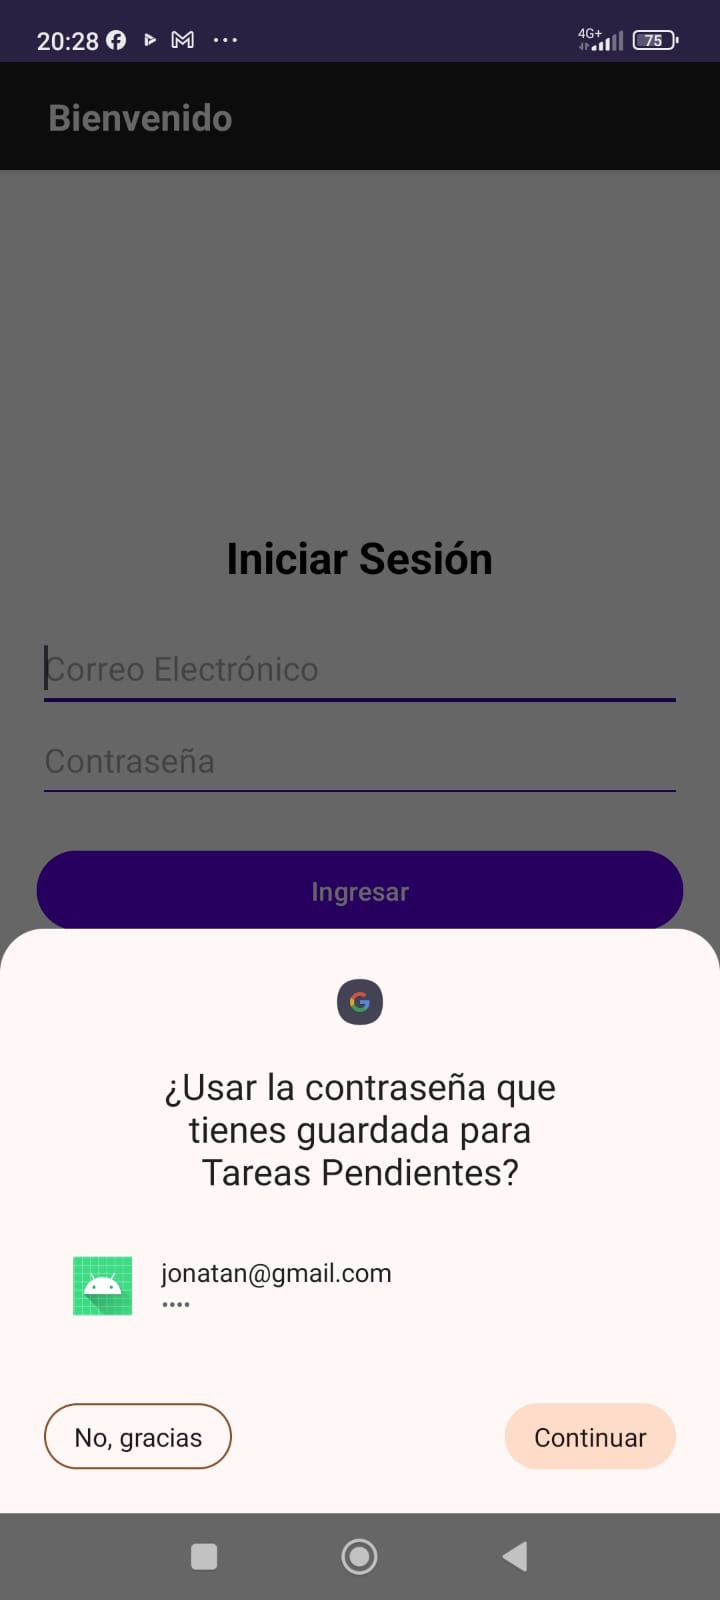 20:28
4G+
75
Bienvenido
Iniciar Sesión
Correo Electrónico
Contraseña
Ingresar
¿Usar la contraseña que
tienes guardada para
Tareas Pendientes?
jonatan@gmail.com
••••
No, gracias
Continuar